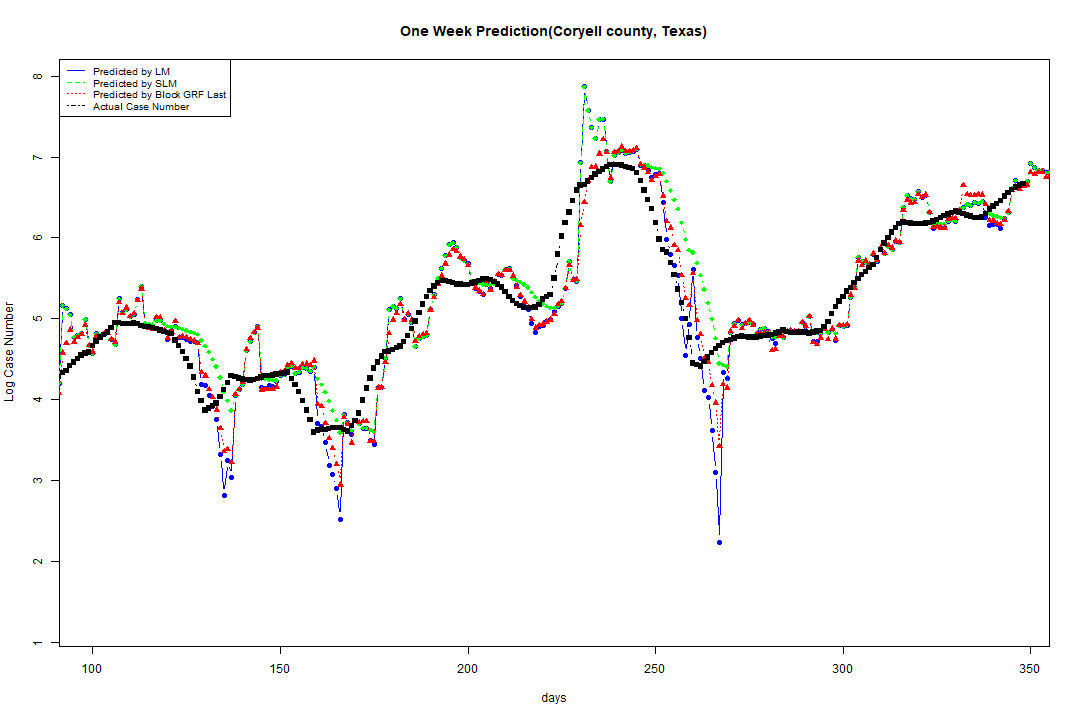 One Week Prediction(Coryell county, Texas)
Predicted by LM
Predicted by SLM
Predicted by Block GRF Last
Actual Case Number
8
7
6
5
4
3
2
1
Log Case Number
100 150 200 250 300 350
days